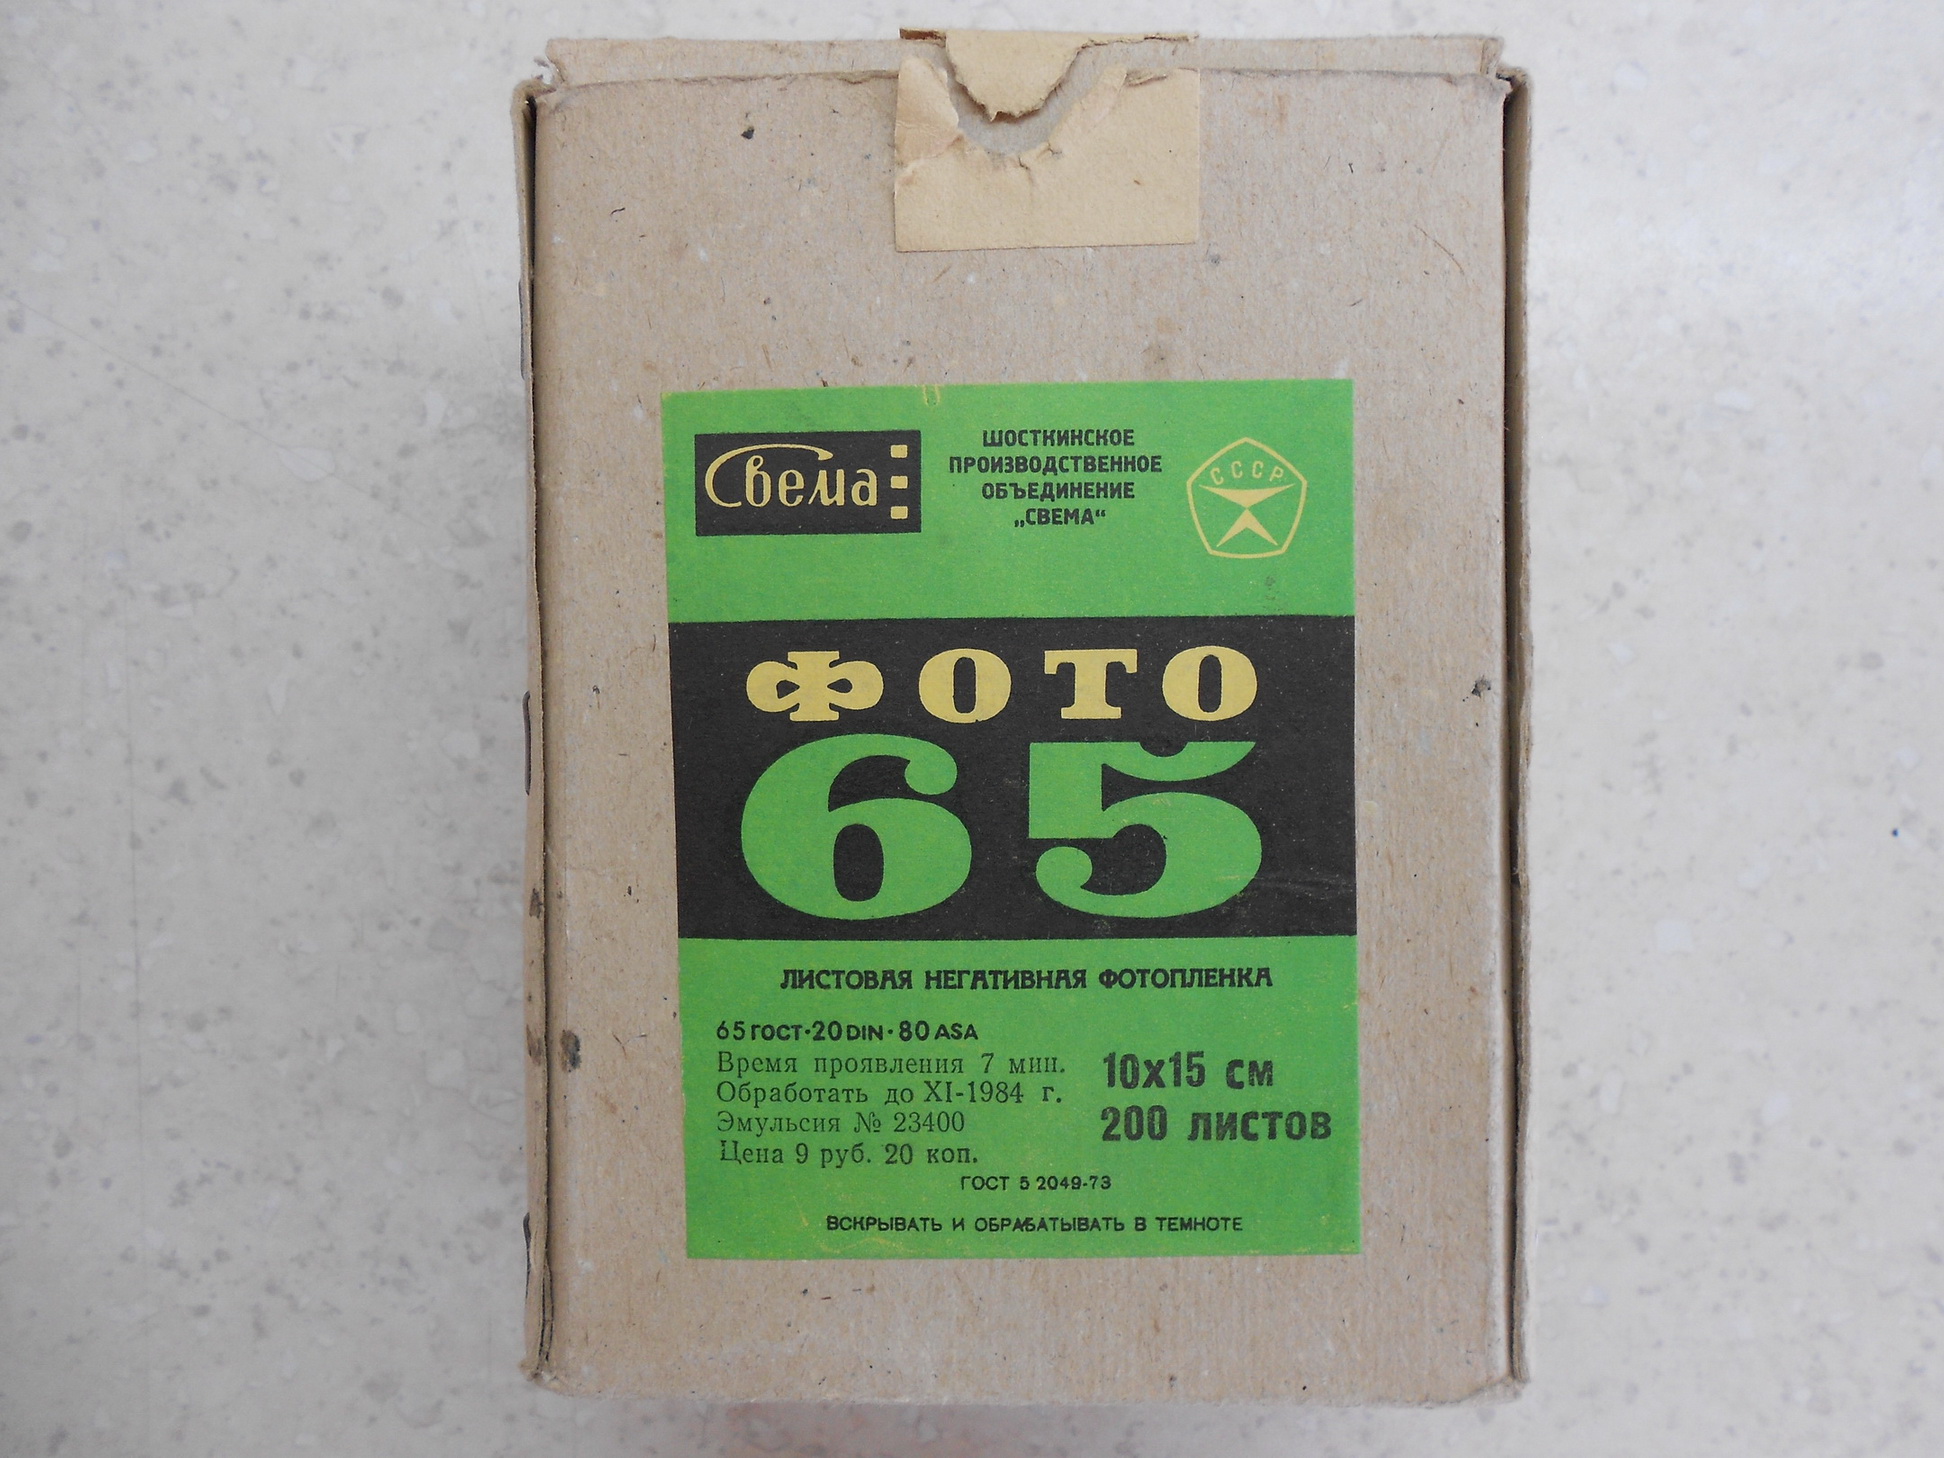 Свема
ШОСТКИНСКОЕ
ПРОИЗВОДСТВЕННОЕ
ОБЪЕДИНЕНИЕ
„СВЕМА“
СССР
ФОТО
65
ЛИСТОВАЯ НЕГАТИВНАЯ ФОТОПЛЕНКА
65 ГОСТ·20 DIN·80 ASA
Время проявления 7 мин.
Обработать до XI-1984 г.
Эмульсия № 23400
Цена 9 руб. 20 коп.
10х15 см
200 листов
ГОСТ 5 2049-73
ВСКРЫВАТЬ И ОБРАБАТЫВАТЬ В ТЕМНОТЕ